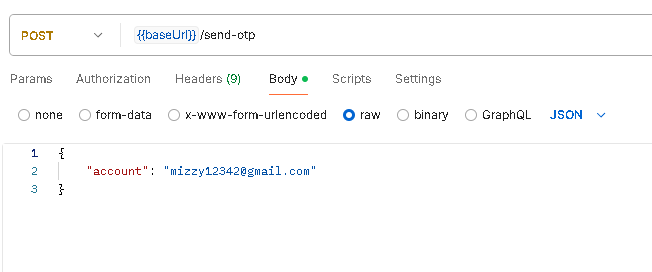 POST {{baseUrl}} /send-otp
Params Authorization Headers (9) Body Scripts Settings
none form-data x-www-form-urlencoded raw binary GraphQL JSON
1 {
2 "account": "mizzy12342@gmail.com"
3 }